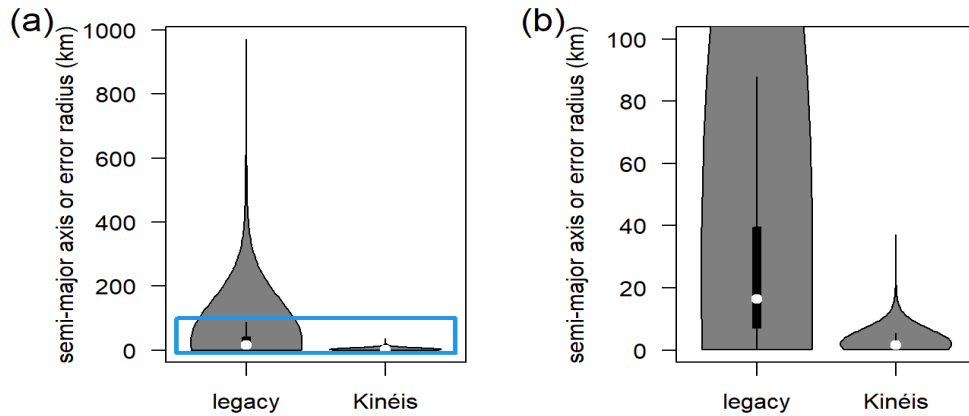 (a)
semi-major axis or error radius (km)
1000
800
600
400
200
0
legacy Kinéis
(b)
semi-major axis or error radius (km)
100
80
60
40
20
0
legacy Kinéis